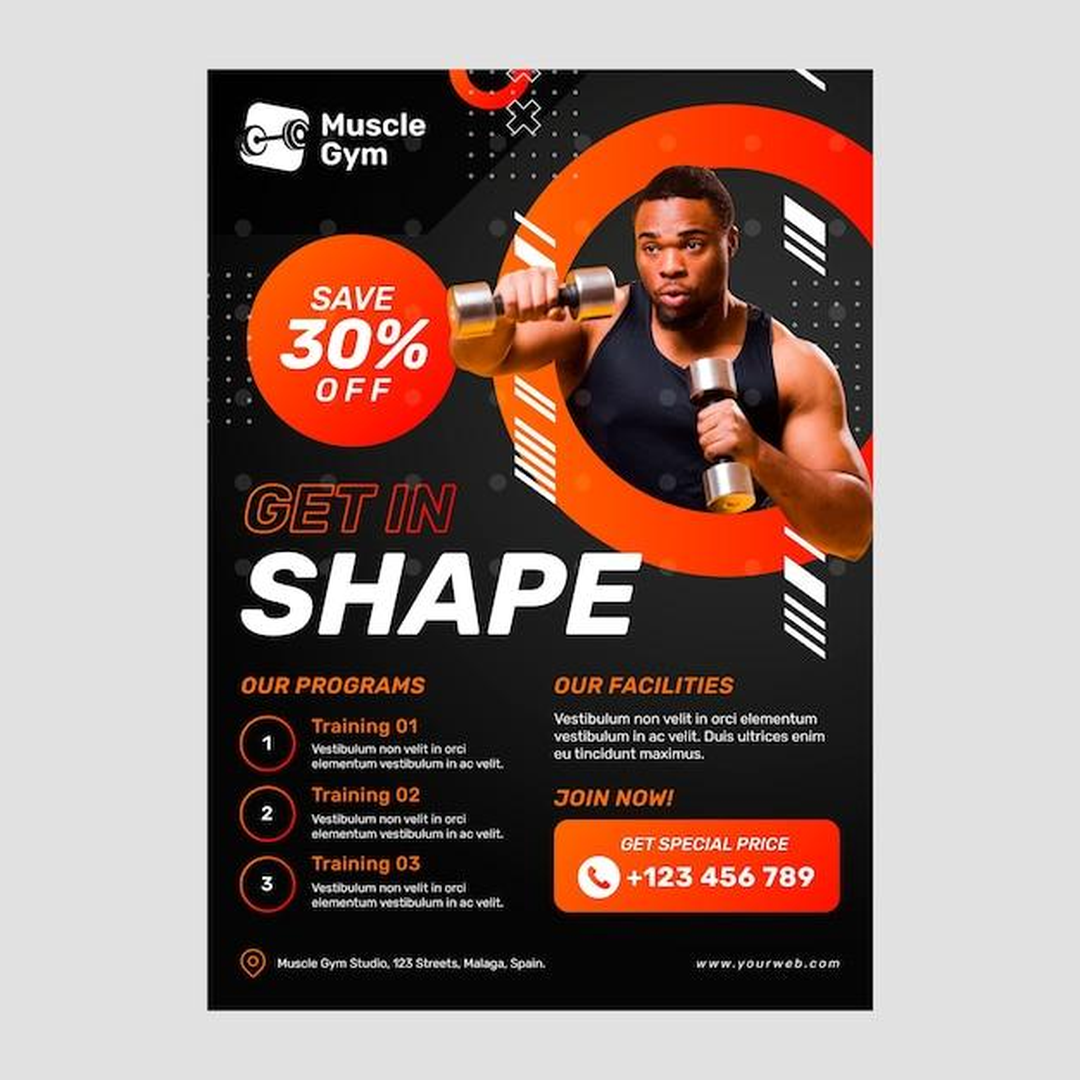 Muscle
Gym
SAVE
30%
OFF
GET IN
SHAPE
OUR PROGRAMS
1
Training 01
Vestibulum non velit in orci
elementum vestibulum in ac velit.
2
Training 02
Vestibulum non velit in orci
elementum vestibulum in ac velit.
3
Training 03
Vestibulum non velit in orci
elementum vestibulum in ac velit.
OUR FACILITIES
Vestibulum non velit in orci elementum
vestibulum in ac velit. Duis ultrices enim
eu tincidunt maximus.
JOIN NOW!
GET SPECIAL PRICE
+123 456 789
Muscle Gym Studio, 123 Streets, Malaga, Spain.
www.yourweb.com